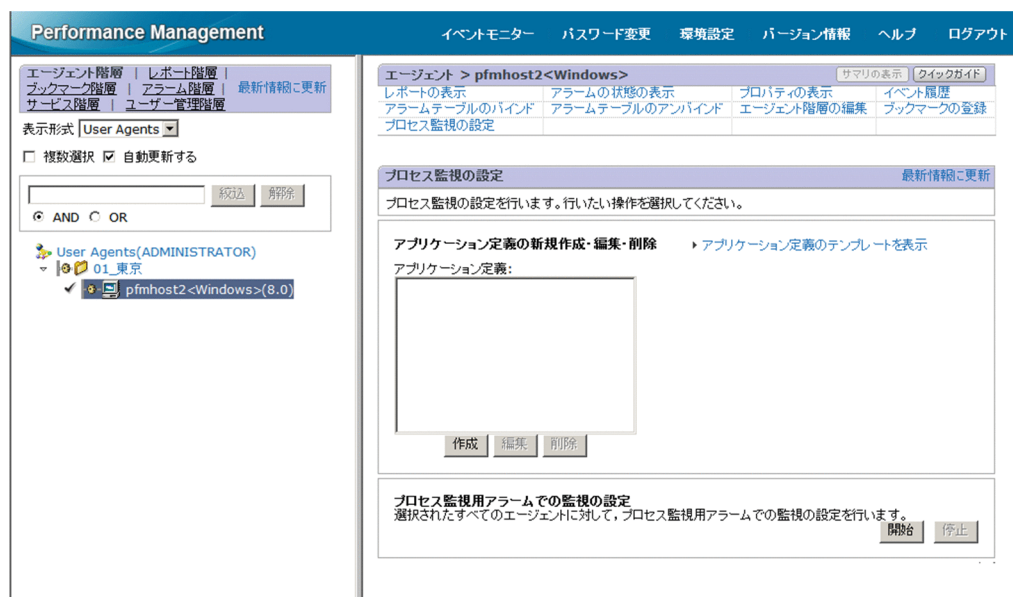 Performance Management
イベントモニター パスワード変更 環境設定 バージョン情報 ヘルプ ログアウト
エージェント階層 | レポート階層 |
ブックマーク階層 | アラーム階層 | 最新情報に更新
サービス階層 | ユーザー管理階層
表示形式 User Agents
複数選択 自動更新する
絞込 解除
AND OR
User Agents(ADMINISTRATOR)
01_東京
pfmhost2<Windows>(8.0)
エージェント > pfmhost2<Windows> サマリの表示 クイックガイド
レポートの表示 アラームの状態の表示 プロパティの表示 イベント履歴
アラームテーブルのバインド アラームテーブルのアンバインド エージェント階層の編集 ブックマークの登録
プロセス監視の設定
プロセス監視の設定 最新情報に更新
プロセス監視の設定を行います。行いたい操作を選択してください。
アプリケーション定義の新規作成・編集・削除 アプリケーション定義のテンプレートを表示
アプリケーション定義:
作成 編集 削除
プロセス監視用アラームでの監視の設定
選択されたすべてのエージェントに対して,プロセス監視用アラームでの監視の設定を行います。
開始 停止